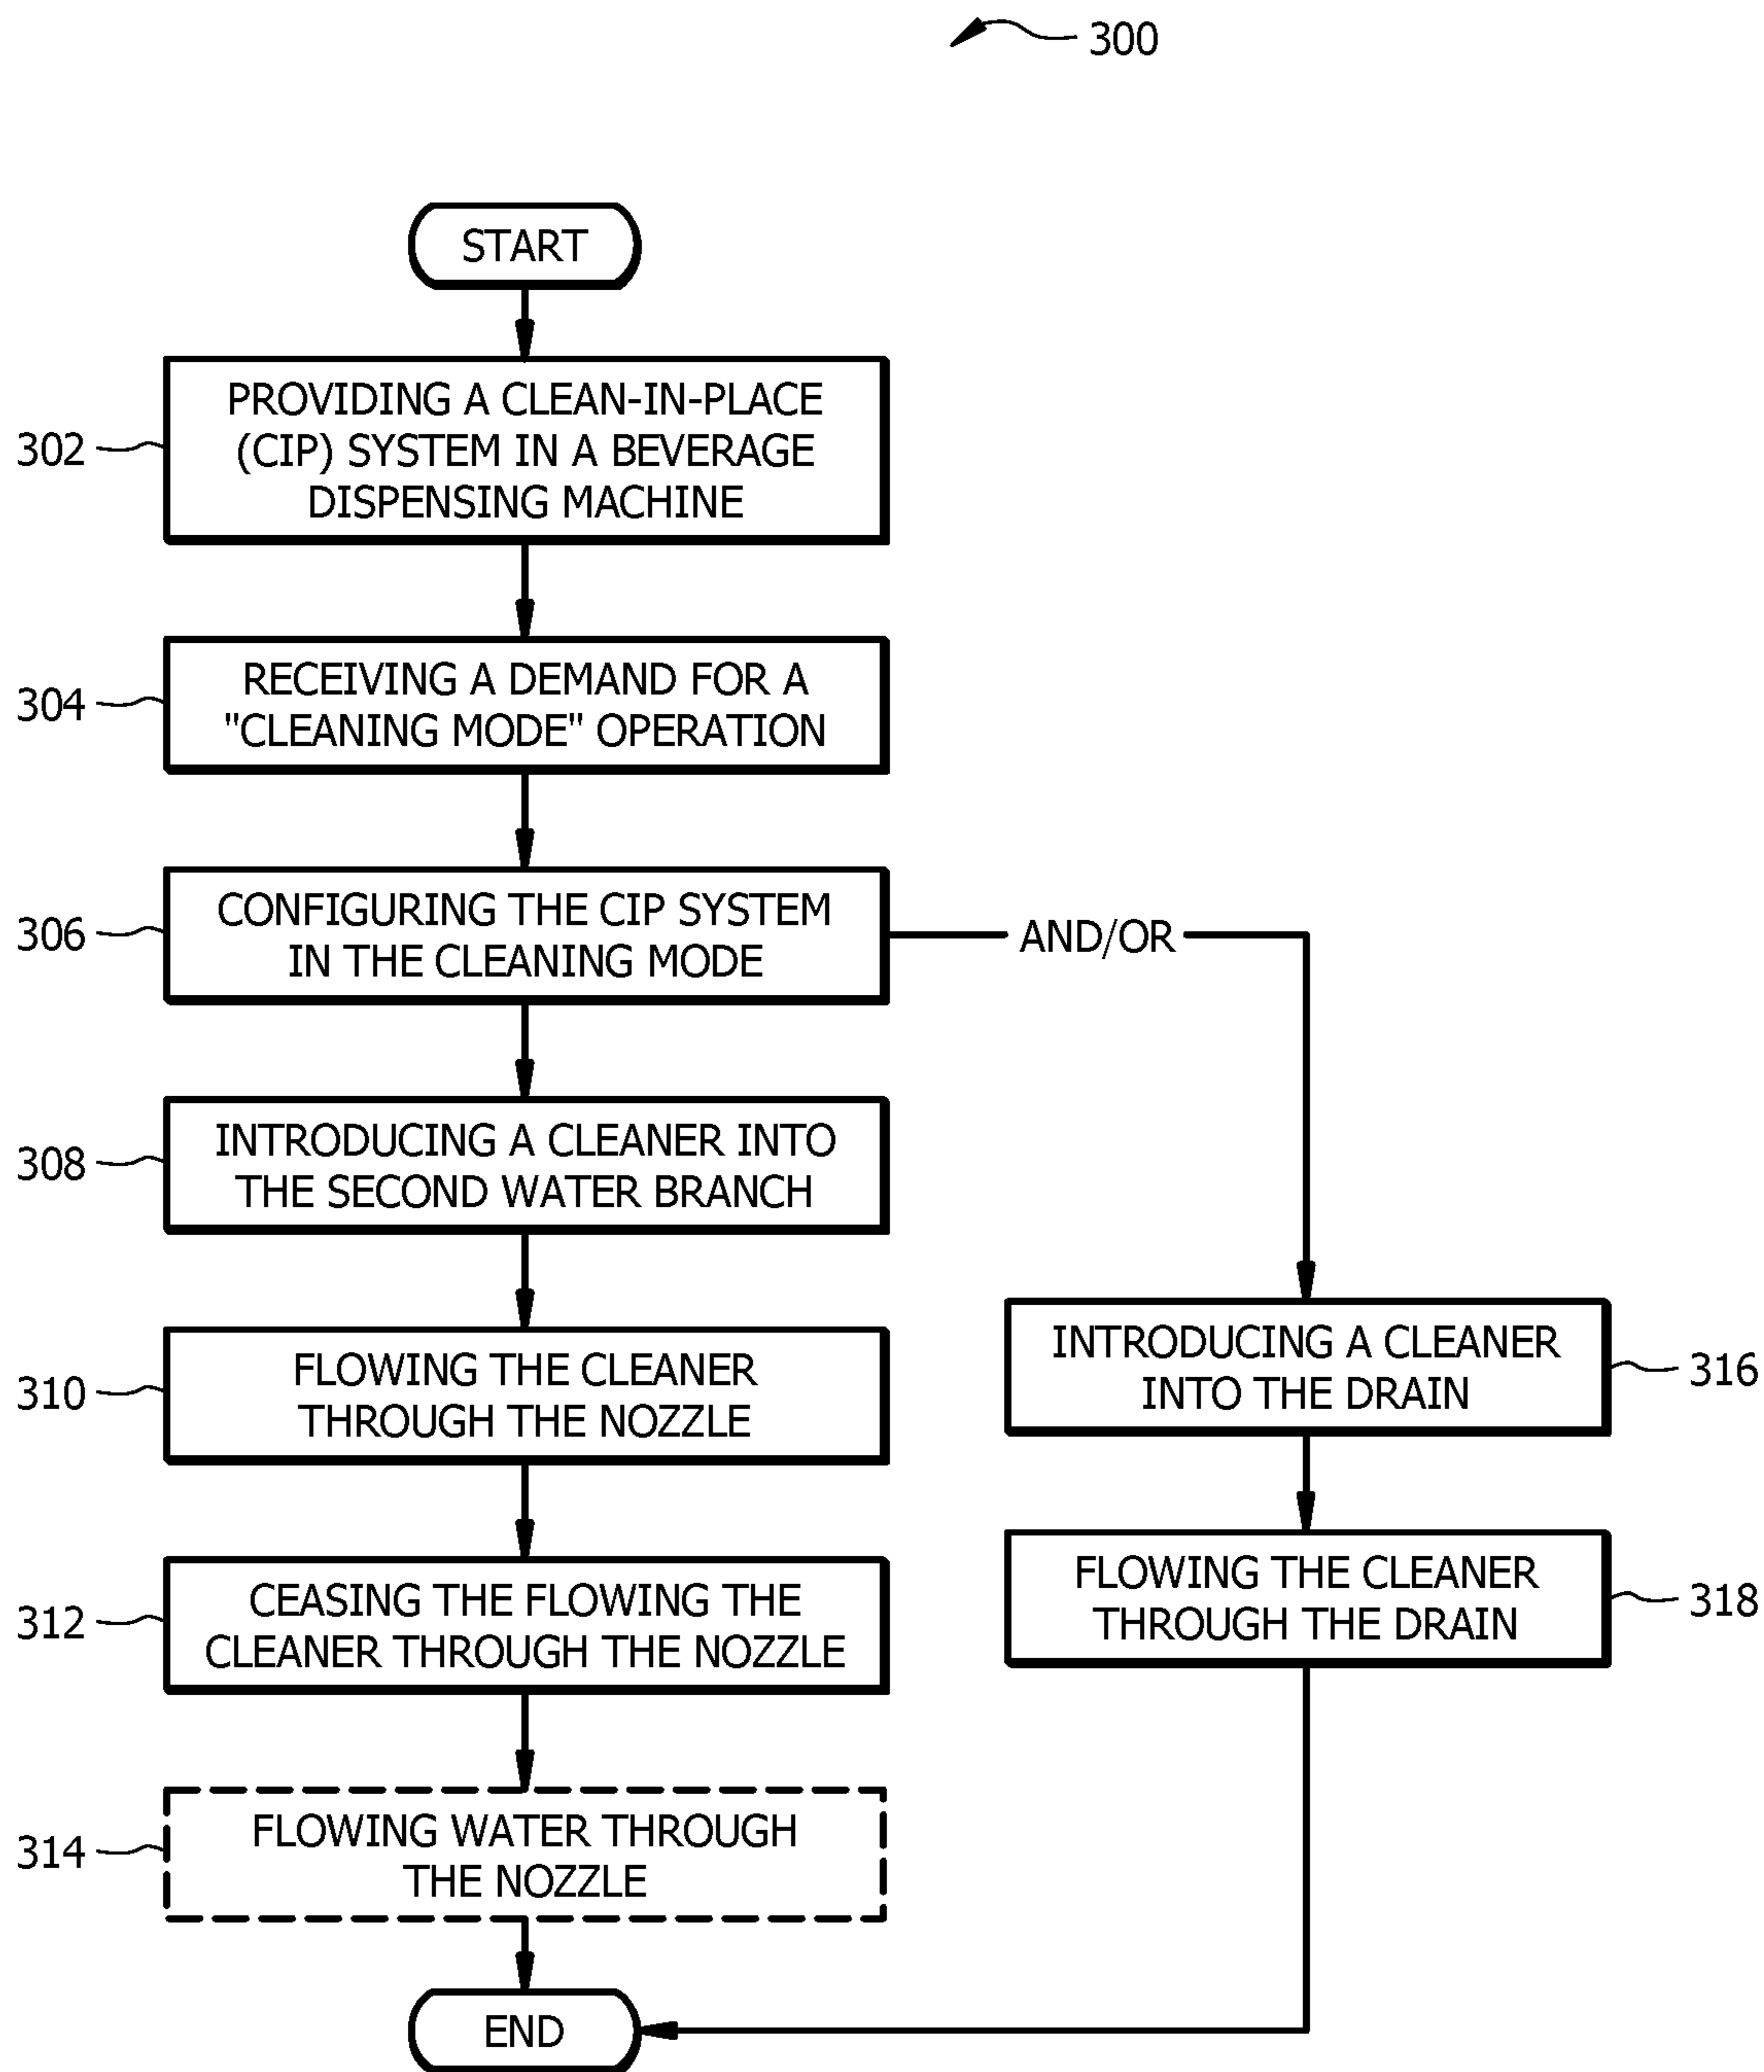 300
START
302
PROVIDING A CLEAN-IN-PLACE
(CIP) SYSTEM IN A BEVERAGE
DISPENSING MACHINE
304
RECEIVING A DEMAND FOR A
"CLEANING MODE" OPERATION
306
CONFIGURING THE CIP SYSTEM
IN THE CLEANING MODE
AND/OR
308
INTRODUCING A CLEANER INTO
THE SECOND WATER BRANCH
310
FLOWING THE CLEANER
THROUGH THE NOZZLE
312
CEASING THE FLOWING THE
CLEANER THROUGH THE NOZZLE
314
FLOWING WATER THROUGH
THE NOZZLE
INTRODUCING A CLEANER
INTO THE DRAIN
316
FLOWING THE CLEANER
THROUGH THE DRAIN
318
END